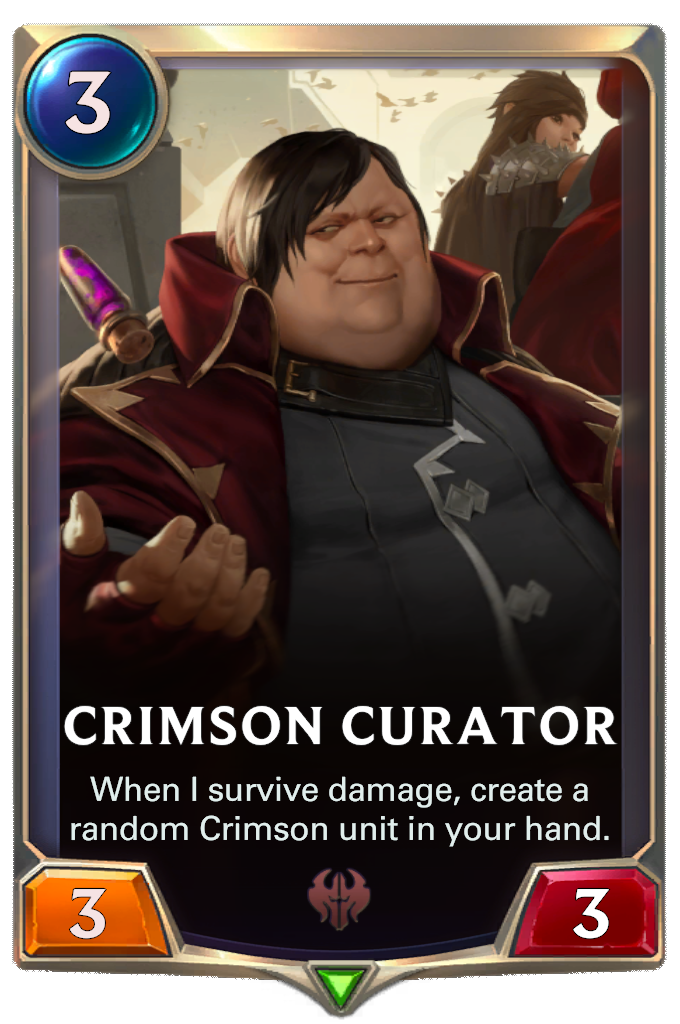 3
CRIMSON CURATOR
When I survive damage, create a
random Crimson unit in your hand.
3 3